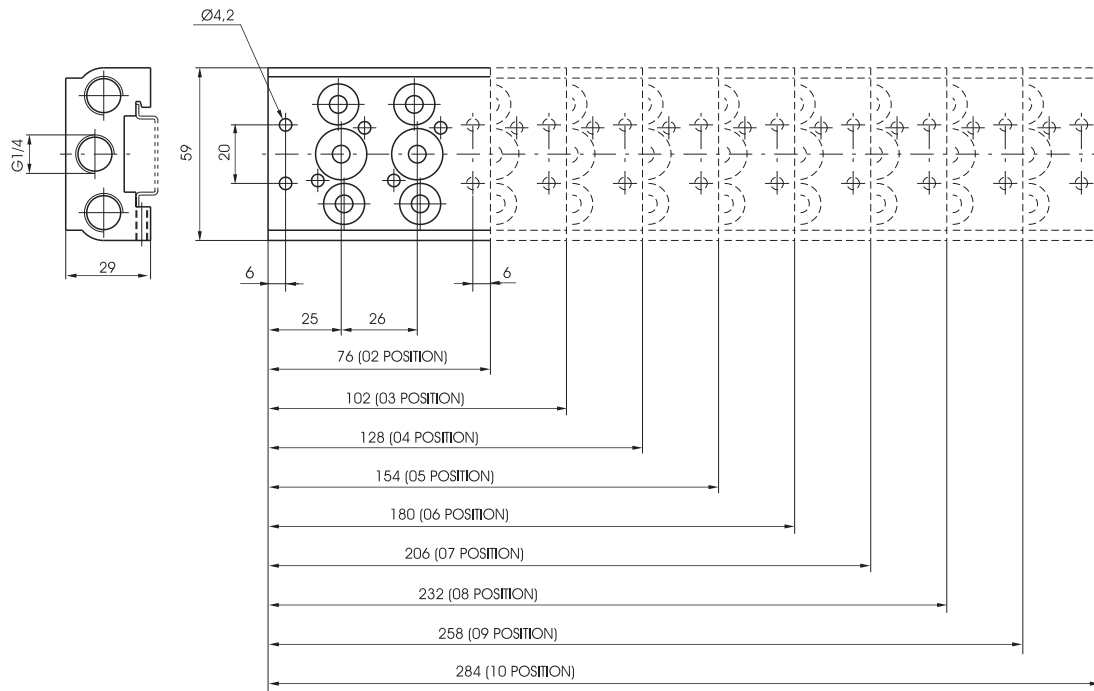 Ø4,2
G1/4
59
20
29
6
6
25
26
76 (02 POSITION)
102 (03 POSITION)
128 (04 POSITION)
154 (05 POSITION)
180 (06 POSITION)
206 (07 POSITION)
232 (08 POSITION)
258 (09 POSITION)
284 (10 POSITION)